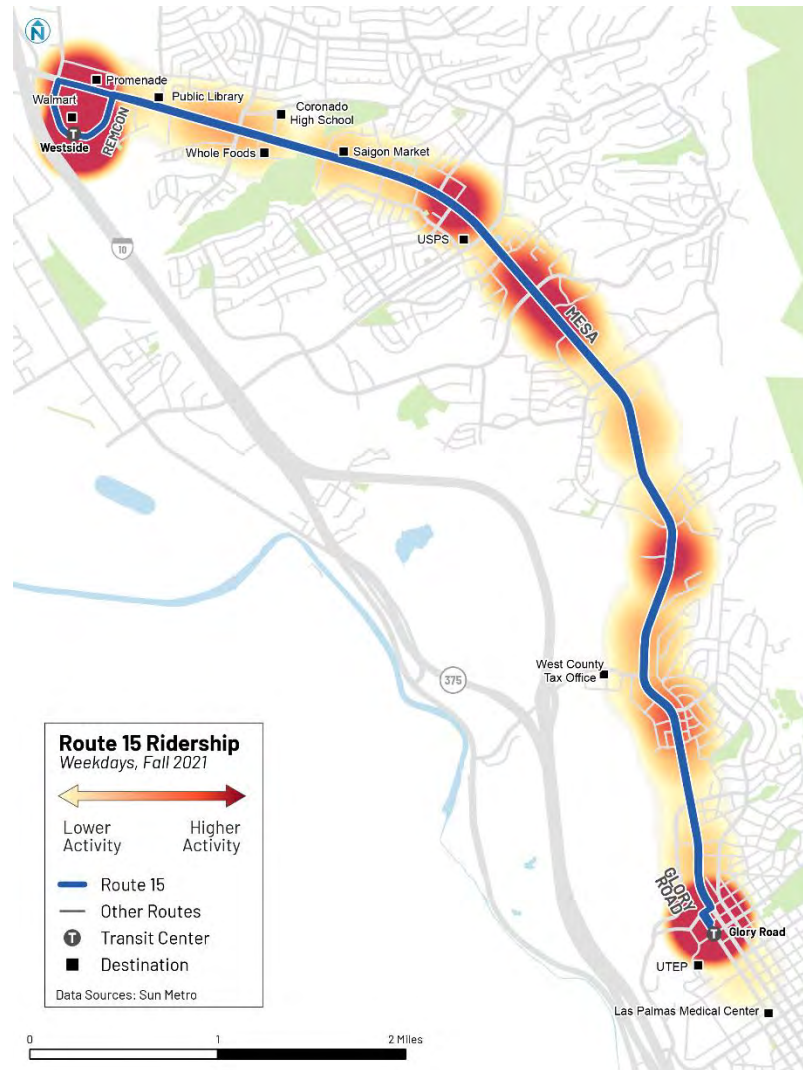 N
Promenade
Walmart
Public Library
Coronado
High School
REMCON
Westside
Whole Foods
Saigon Market
USPS
10
MESA
West County
Tax Office
375
GLORY
ROAD
Glory Road
UTEP
Las Palmas Medical Center
Route 15 Ridership
Weekdays, Fall 2021
Lower
Activity
Higher
Activity
Route 15
Other Routes
T Transit Center
Destination
Data Sources: Sun Metro
0 1 2 Miles